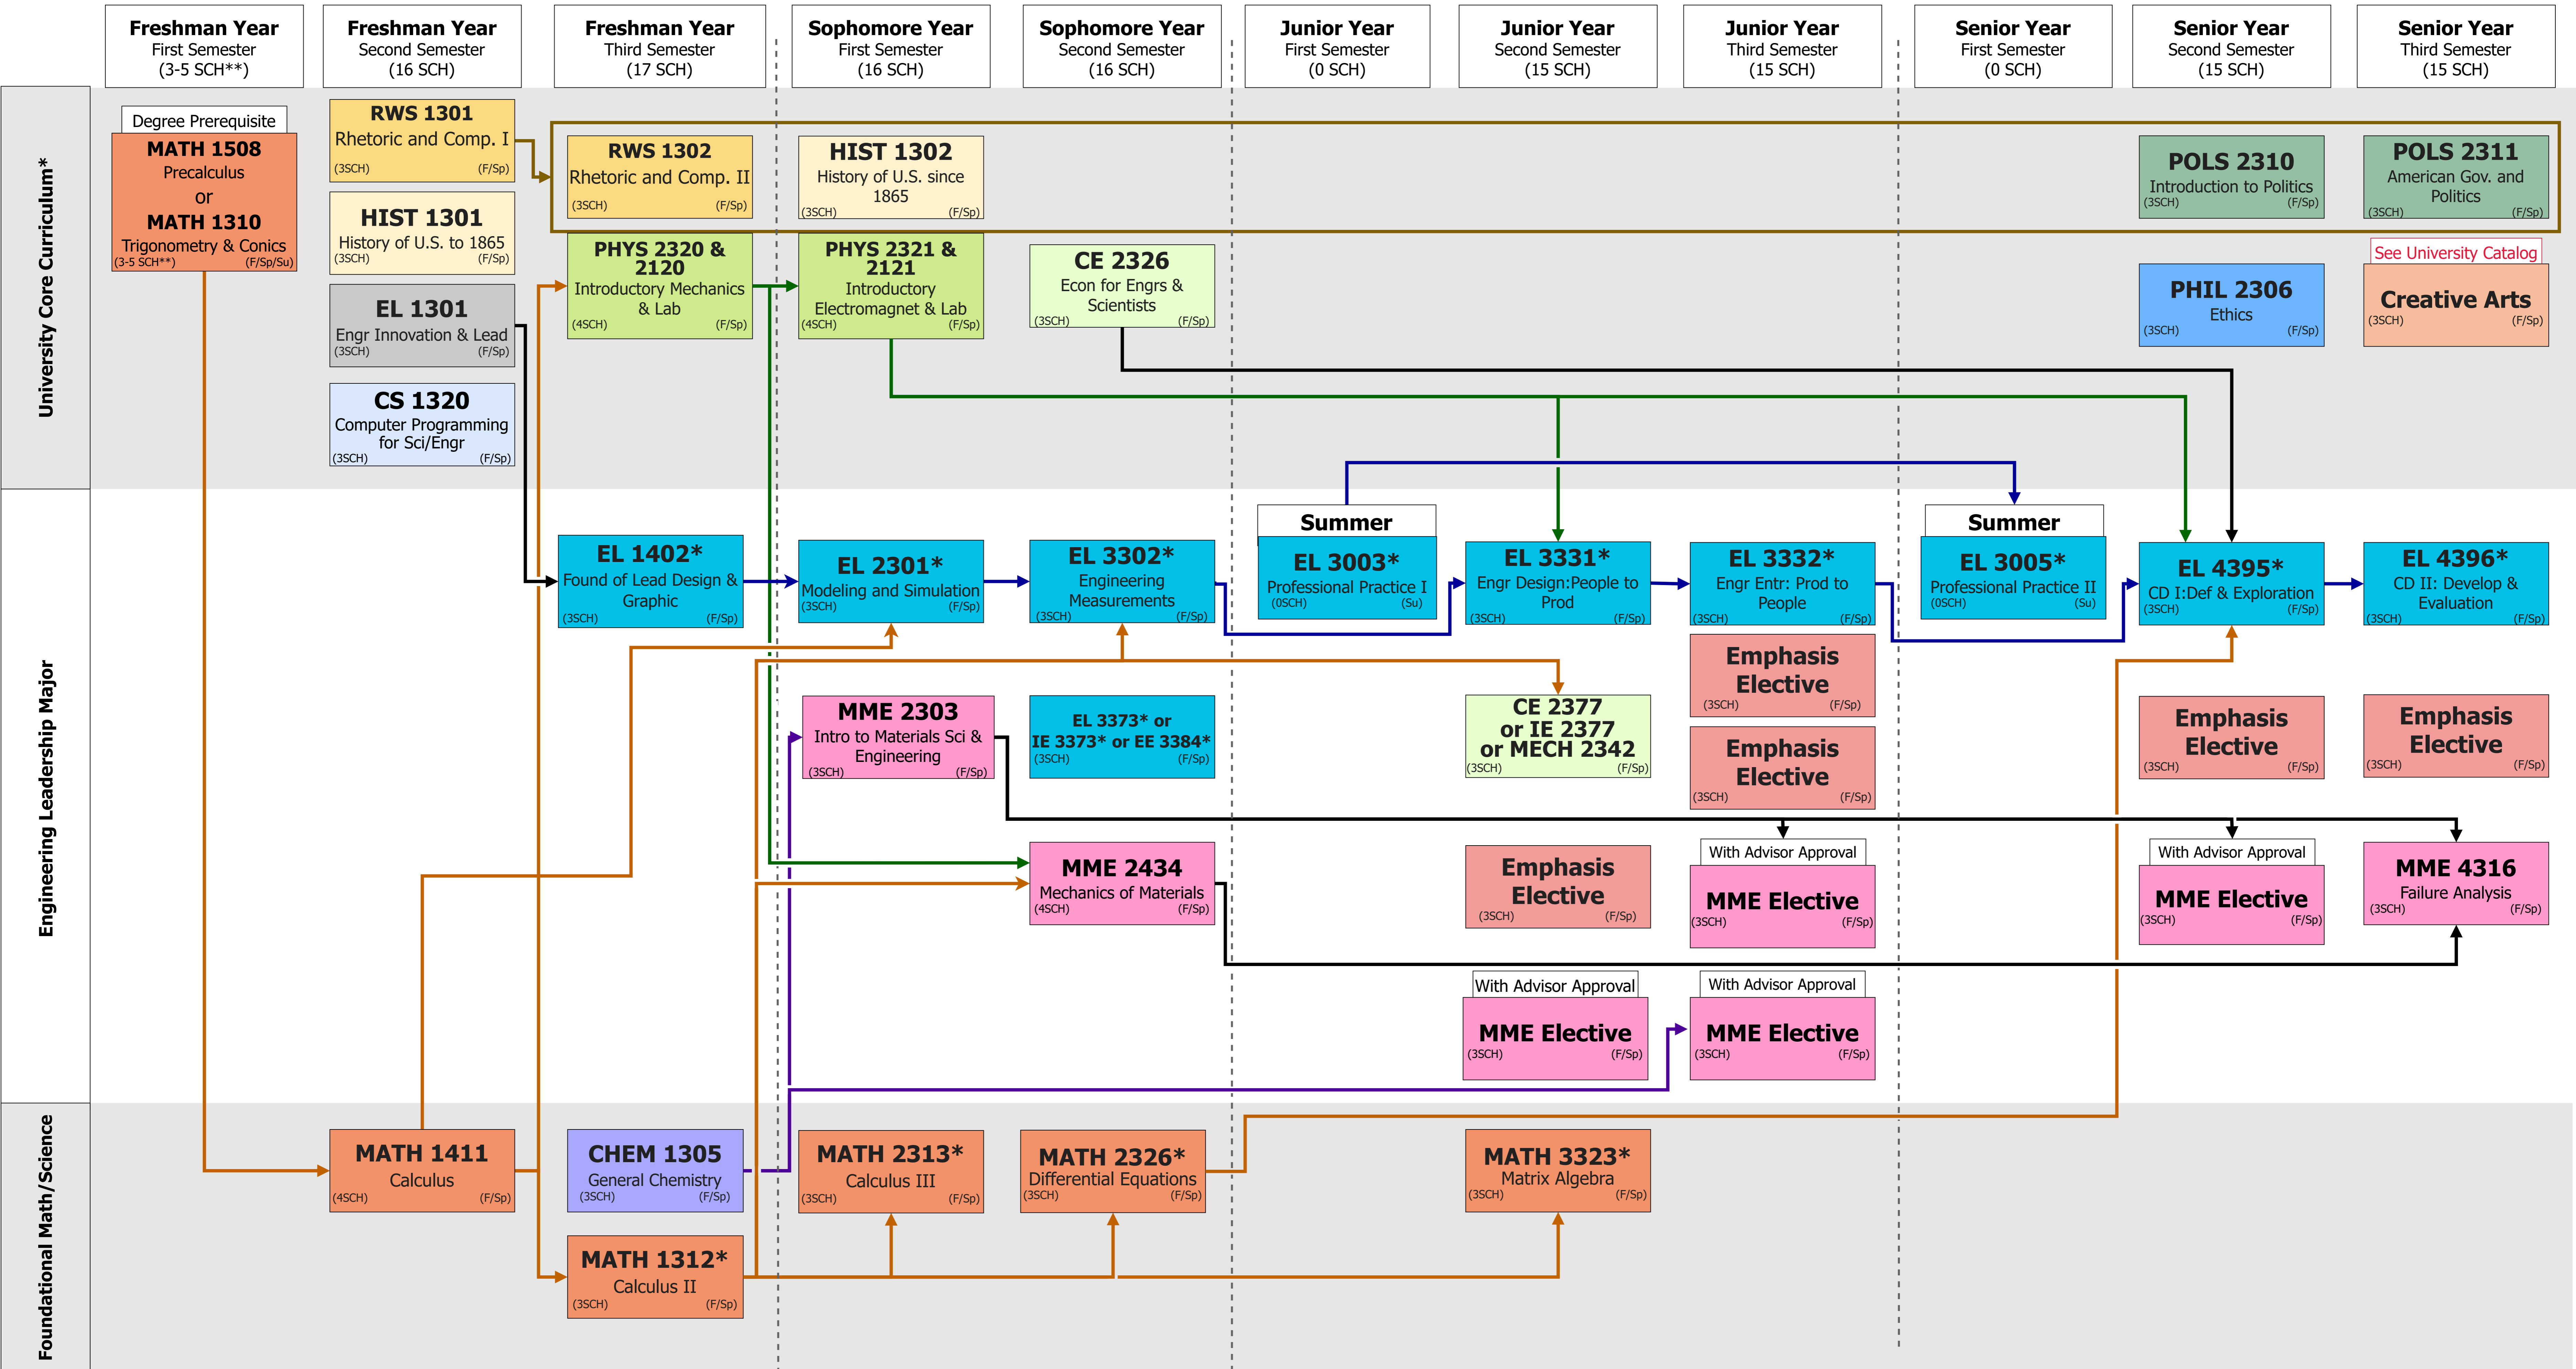 Freshman Year
First Semester
(3-5 SCH**)
Freshman Year
Second Semester
(16 SCH)
Freshman Year
Third Semester
(17 SCH)
Sophomore Year
First Semester
(16 SCH)
Sophomore Year
Second Semester
(16 SCH)
Junior Year
First Semester
(0 SCH)
Junior Year
Second Semester
(15 SCH)
Junior Year
Third Semester
(15 SCH)
Senior Year
First Semester
(0 SCH)
Senior Year
Second Semester
(15 SCH)
Senior Year
Third Semester
(15 SCH)
University Core Curriculum*
Degree Prerequisite
MATH 1508
Precalculus
or
MATH 1310
Trigonometry & Conics
(3-5 SCH**) (F/Sp/Su)
RWS 1301
Rhetoric and Comp. I
(3SCH) (F/Sp)
HIST 1301
History of U.S. to 1865
(3SCH) (F/Sp)
EL 1301
Engr Innovation & Lead
(3SCH) (F/Sp)
CS 1320
Computer Programming
for Sci/Engr
(3SCH) (F/Sp)
RWS 1302
Rhetoric and Comp. II
(3SCH) (F/Sp)
PHYS 2320 &
2120
Introductory Mechanics
& Lab
(4SCH) (F/Sp)
HIST 1302
History of U.S. since
1865
(3SCH) (F/Sp)
PHYS 2321 &
2121
Introductory
Electromagnet & Lab
(4SCH) (F/Sp)
CE 2326
Econ for Engrs &
Scientists
(3SCH) (F/Sp)
POLS 2310
Introduction to Politics
(3SCH) (F/Sp)
PHIL 2306
Ethics
(3SCH) (F/Sp)
POLS 2311
American Gov. and
Politics
(3SCH) (F/Sp)
See University Catalog
Creative Arts
(3SCH) (F/Sp)
Engineering Leadership Major
EL 1402*
Found of Lead Design &
Graphic
(3SCH) (F/Sp)
EL 2301*
Modeling and Simulation
(3SCH) (F/Sp)
EL 3302*
Engineering
Measurements
(3SCH) (F/Sp)
Summer
EL 3003*
Professional Practice I
(0SCH) (Su)
EL 3331*
Engr Design:People to
Prod
(3SCH) (F/Sp)
EL 3332*
Engr Entr: Prod to
People
(3SCH) (F/Sp)
Summer
EL 3005*
Professional Practice II
(0SCH) (Su)
EL 4395*
CD I:Def & Exploration
(3SCH) (F/Sp)
EL 4396*
CD II: Develop &
Evaluation
(3SCH) (F/Sp)
MME 2303
Intro to Materials Sci &
Engineering
(3SCH) (F/Sp)
EL 3373* or
IE 3373* or EE 3384*
(3SCH) (F/Sp)
CE 2377
or IE 2377
or MECH 2342
(3SCH) (F/Sp)
Emphasis
Elective
(3SCH) (F/Sp)
Emphasis
Elective
(3SCH) (F/Sp)
Emphasis
Elective
(3SCH) (F/Sp)
Emphasis
Elective
(3SCH) (F/Sp)
MME 2434
Mechanics of Materials
(4SCH) (F/Sp)
Emphasis
Elective
(3SCH) (F/Sp)
With Advisor Approval
MME Elective
(3SCH) (F/Sp)
With Advisor Approval
MME Elective
(3SCH) (F/Sp)
MME 4316
Failure Analysis
(3SCH) (F/Sp)
With Advisor Approval
MME Elective
(3SCH) (F/Sp)
With Advisor Approval
MME Elective
(3SCH) (F/Sp)
Foundational Math/Science
MATH 1411
Calculus
(4SCH) (F/Sp)
CHEM 1305
General Chemistry
(3SCH) (F/Sp)
MATH 2313*
Calculus III
(3SCH) (F/Sp)
MATH 2326*
Differential Equations
(3SCH) (F/Sp)
MATH 3323*
Matrix Algebra
(3SCH) (F/Sp)
MATH 1312*
Calculus II
(3SCH) (F/Sp)